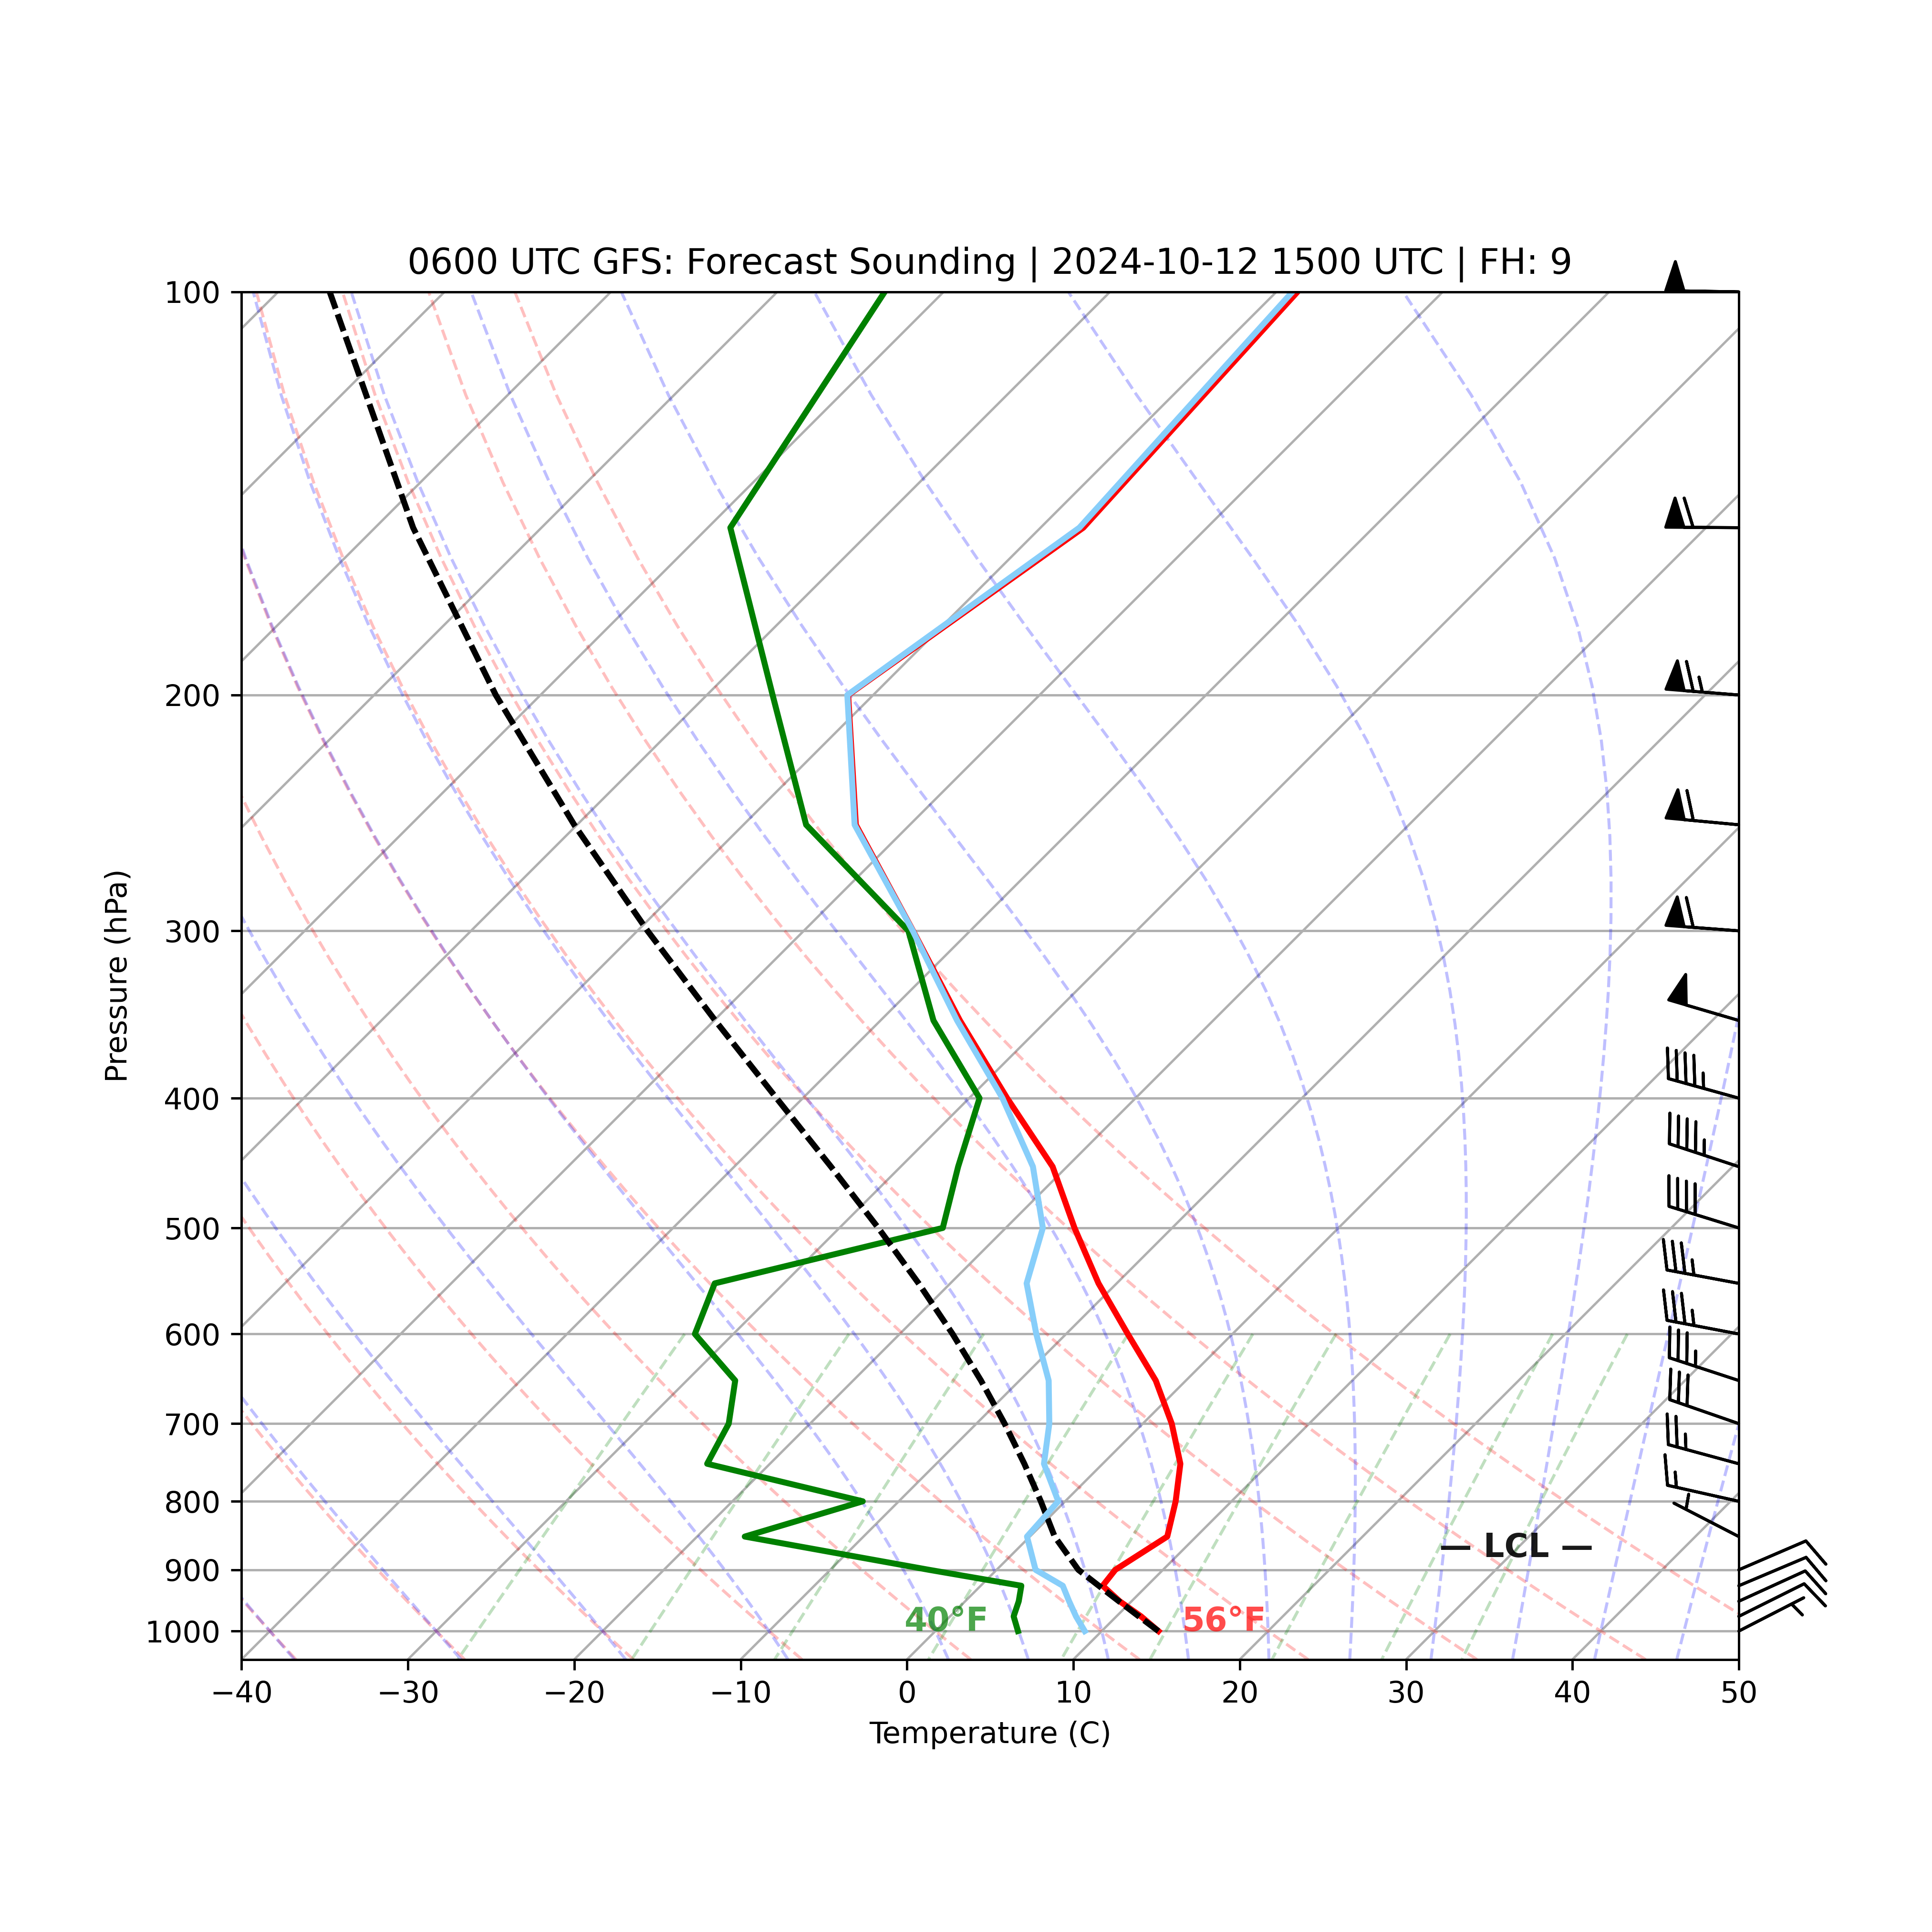 0600 UTC GFS: Forecast Sounding | 2024-10-12 1500 UTC | FH: 9
100
200
300
400
500
600
700
800
900
1000
Pressure (hPa)
— LCL —
40°F
56°F
−40 −30 −20 −10 0 10 20 30 40 50
Temperature (C)